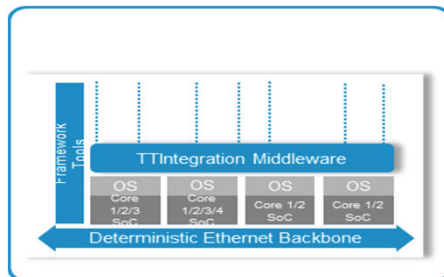 Framework
Tools
TTIntegration Middleware
OS
Core
1/2/3
SoC
OS
Core
1/2/3/4
SoC
OS
Core 1/2
SoC
OS
Core 1/2
SoC
Deterministic Ethernet Backbone